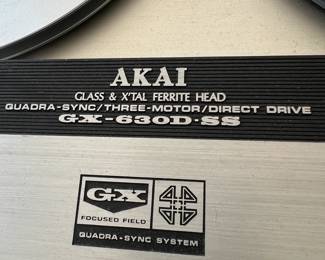 AKAI
GLASS & X'TAL FERRITE HEAD
QUADRA-SYNC/THREE-MOTOR/DIRECT DRIVE
GX-630D·SS
GX
FOCUSED FIELD
QUADRA-SYNC SYSTEM